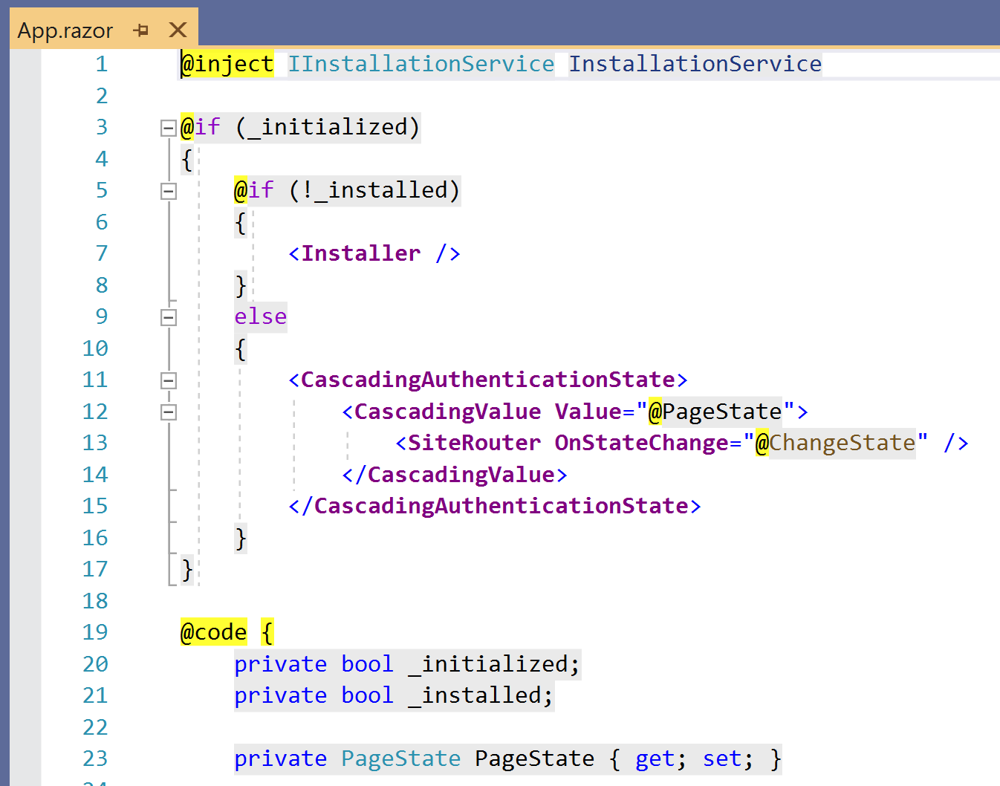 App.razor
1 @inject IInstallationService InstallationService
2
3 @if (_initialized)
4 {
5     @if (!_installed)
6     {
7         <Installer />
8     }
9     else
10     {
11         <CascadingAuthenticationState>
12             <CascadingValue Value="@PageState">
13                 <SiteRouter OnStateChange="@ChangeState" />
14             </CascadingValue>
15         </CascadingAuthenticationState>
16     }
17 }
18
19 @code {
20     private bool _initialized;
21     private bool _installed;
22
23     private PageState PageState { get; set; }